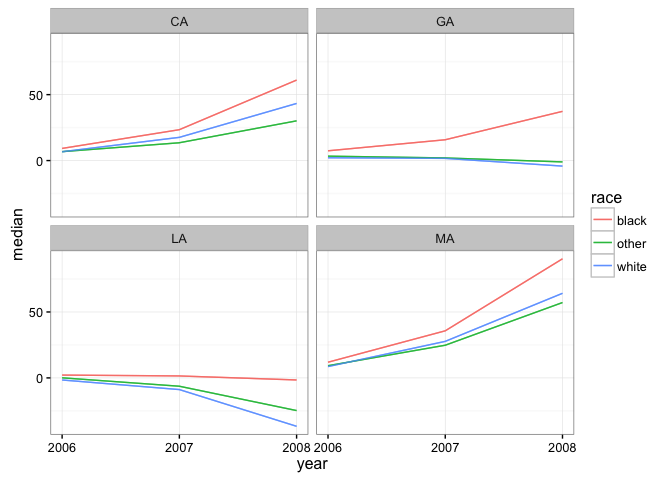 CA
GA
50
0
LA
MA
50
0
2006
2007
2008
2006
2007
2008
year
median
race
black
other
white